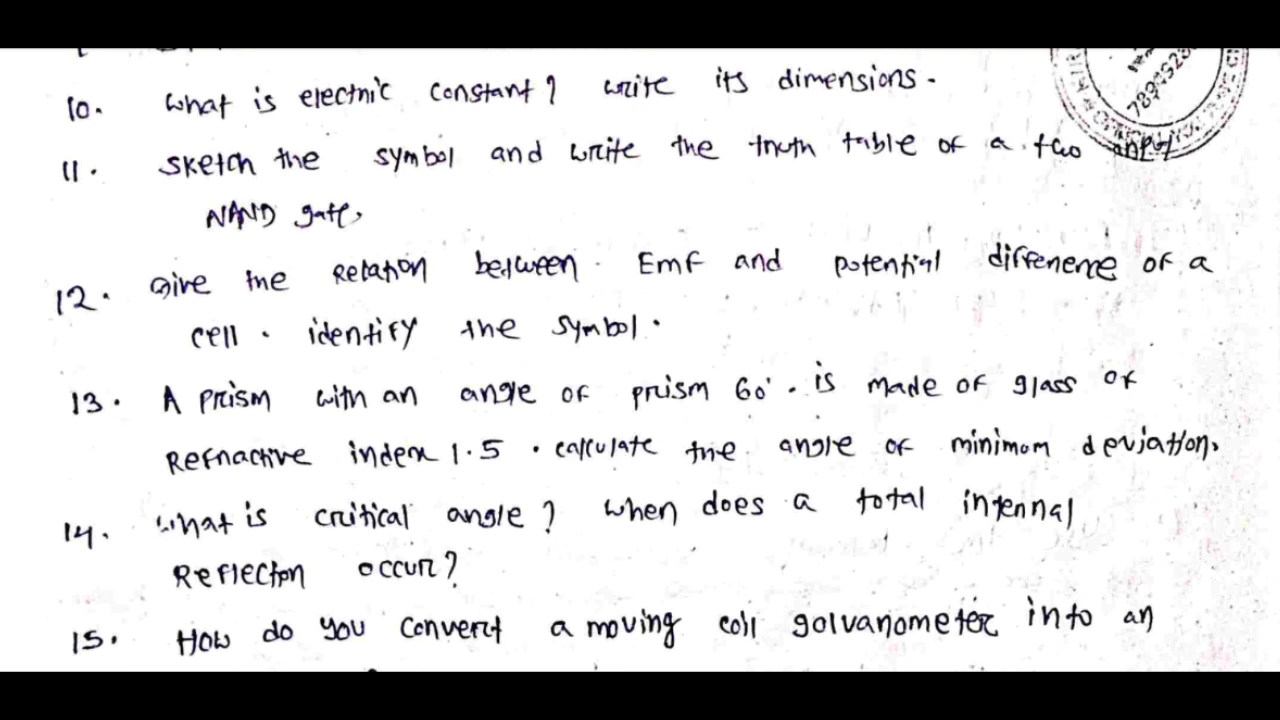 10. What is electric constant? write its dimensions.
11. Sketch the symbol and write the truth table of a two input
NAND gate.
12. Give the Relation between Emf and potential difference of a
cell. identify the symbol.
13. A prism with an angle of prism 60°. is made of glass of
Refractive index 1.5. calculate the angle of minimum deviation.
14. What is critical angle? When does a total internal
Reflection occur?
15. How do you convert a moving coil galvanometer into an